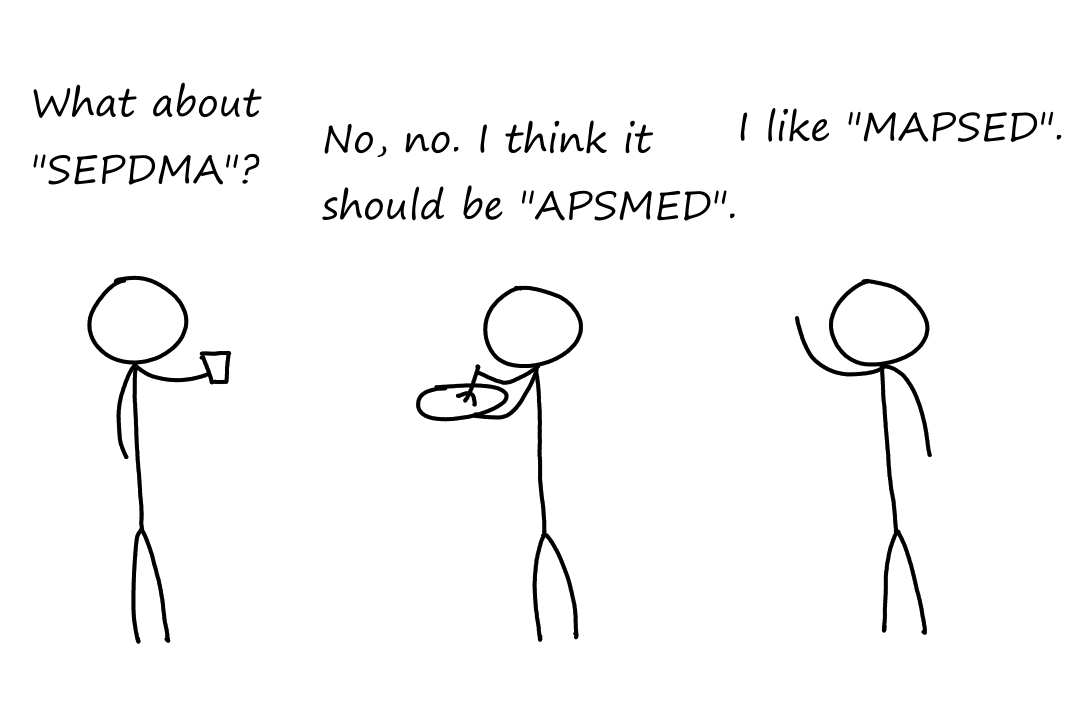 What about
"SEPDMA"?
No, no. I think it
should be "APSMED".
I like "MAPSED".